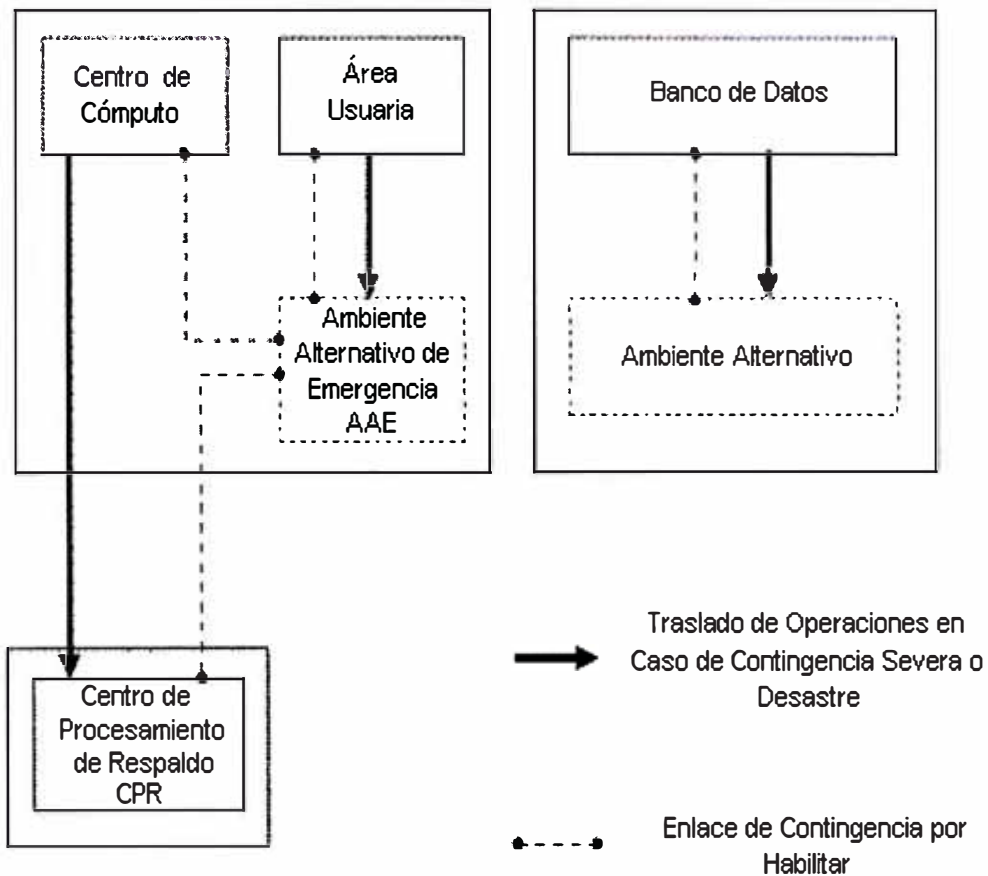 Centro de
Cómputo
Área
Usuaria
Banco de Datos
Ambiente
Alternativo de
Emergencia
AAE
Ambiente Alternativo
Centro de
Procesamiento
de Respaldo
CPR
Traslado de Operaciones en
Caso de Contingencia Severa o
Desastre
Enlace de Contingencia por
Habilitar